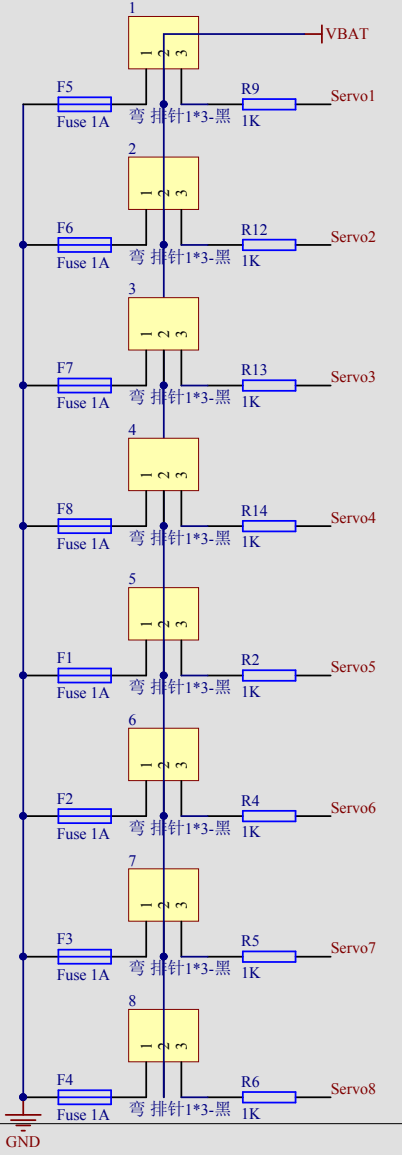 1
VBAT
1 2 3
F5
R9
Servo1
Fuse 1A
弯 排针1*3-黑
1K
2
1 2 3
F6
R12
Servo2
Fuse 1A
弯 排针1*3-黑
1K
3
1 2 3
F7
R13
Servo3
Fuse 1A
弯 排针1*3-黑
1K
4
1 2 3
F8
R14
Servo4
Fuse 1A
弯 排针1*3-黑
1K
5
1 2 3
F1
R2
Servo5
Fuse 1A
弯 排针1*3-黑
1K
6
1 2 3
F2
R4
Servo6
Fuse 1A
弯 排针1*3-黑
1K
7
1 2 3
F3
R5
Servo7
Fuse 1A
弯 排针1*3-黑
1K
8
1 2 3
F4
R6
Servo8
Fuse 1A
弯 排针1*3-黑
1K
GND